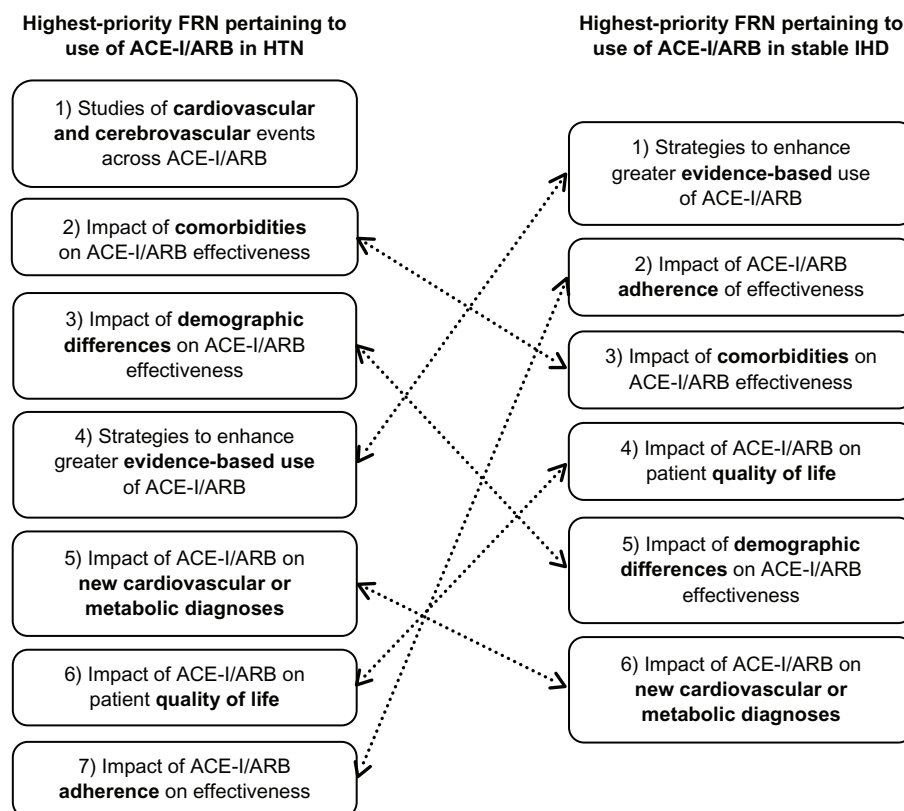 Highest-priority FRN pertaining to
use of ACE-I/ARB in HTN
1) Studies of cardiovascular
and cerebrovascular events
across ACE-I/ARB
2) Impact of comorbidities
on ACE-I/ARB effectiveness
3) Impact of demographic
differences on ACE-I/ARB
effectiveness
4) Strategies to enhance
greater evidence-based use
of ACE-I/ARB
5) Impact of ACE-I/ARB on
new cardiovascular or
metabolic diagnoses
6) Impact of ACE-I/ARB on
patient quality of life
7) Impact of ACE-I/ARB
adherence on effectiveness
Highest-priority FRN pertaining to
use of ACE-I/ARB in stable IHD
1) Strategies to enhance
greater evidence-based use
of ACE-I/ARB
2) Impact of ACE-I/ARB
adherence of effectiveness
3) Impact of comorbidities on
ACE-I/ARB effectiveness
4) Impact of ACE-I/ARB on
patient quality of life
5) Impact of demographic
differences on ACE-I/ARB
effectiveness
6) Impact of ACE-I/ARB on
new cardiovascular or
metabolic diagnoses